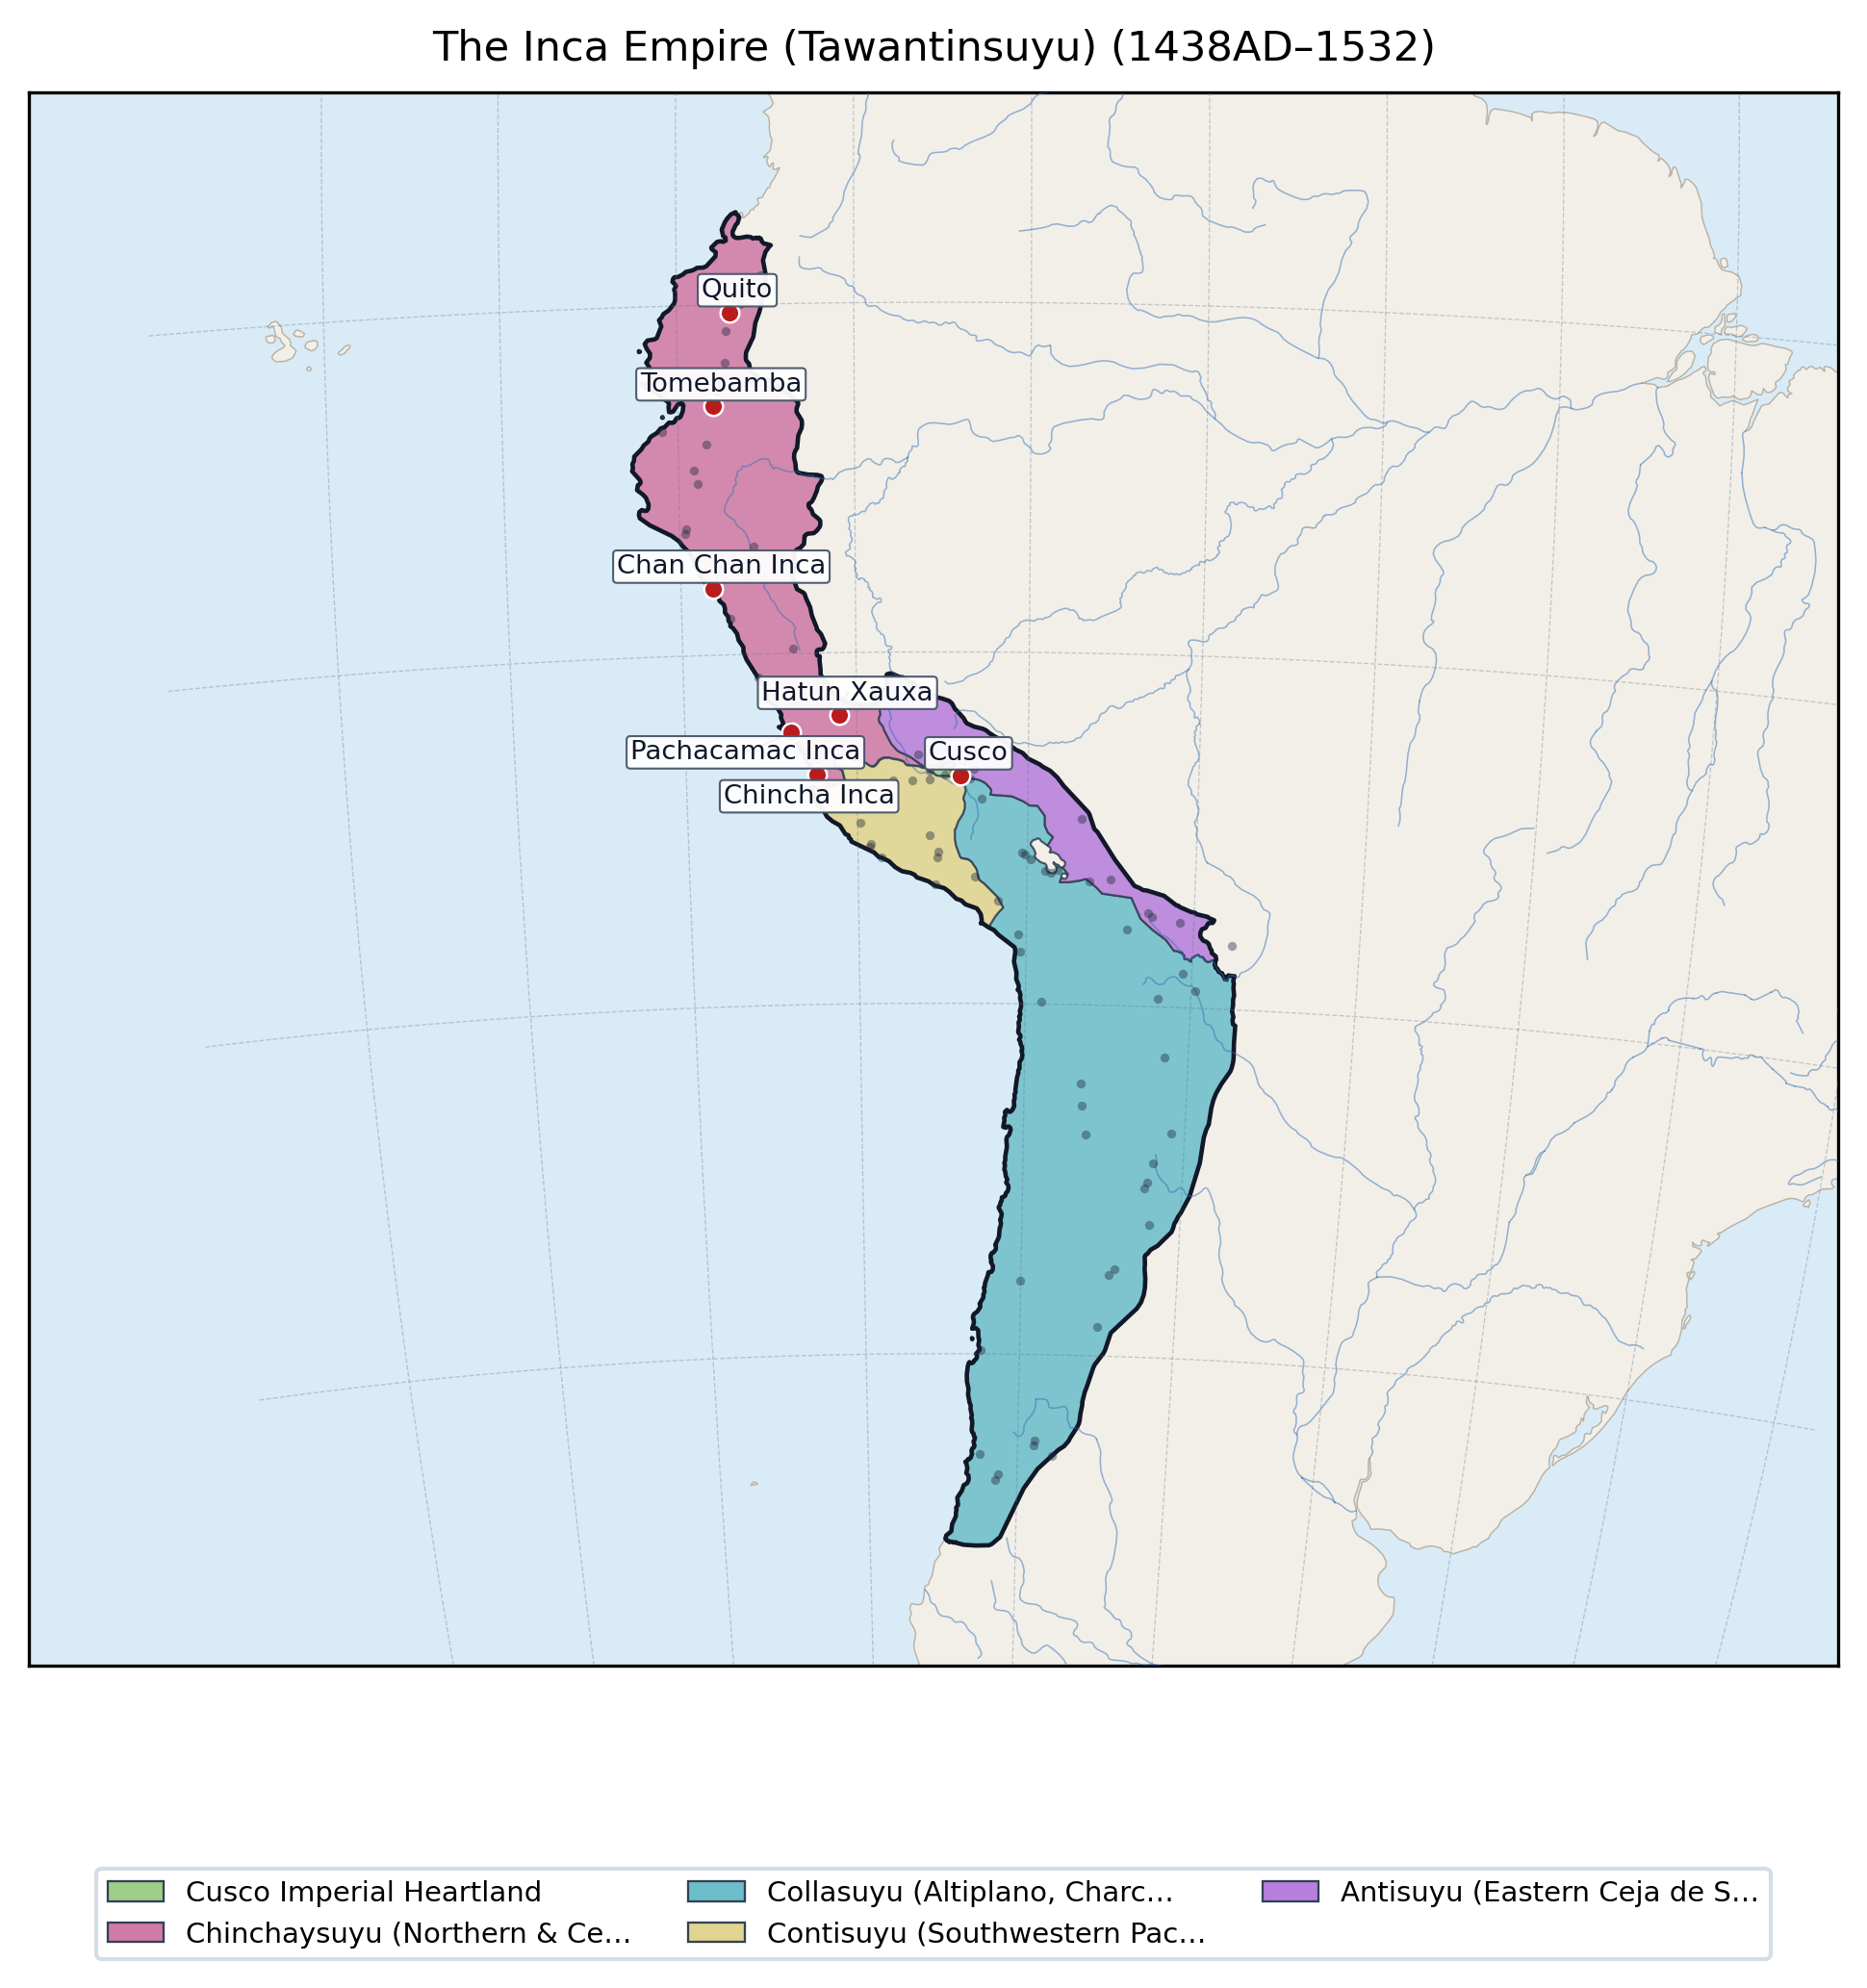 The Inca Empire (Tawantinsuyu) (1438AD–1532)
Quito
Tomebamba
Chan Chan Inca
Hatun Xauxa
Pachacamac Inca
Cusco
Chincha Inca
Cusco Imperial Heartland
Chinchaysuyu (Northern & Ce...
Collasuyu (Altiplano, Charc...
Contisuyu (Southwestern Pac...
Antisuyu (Eastern Ceja de S...